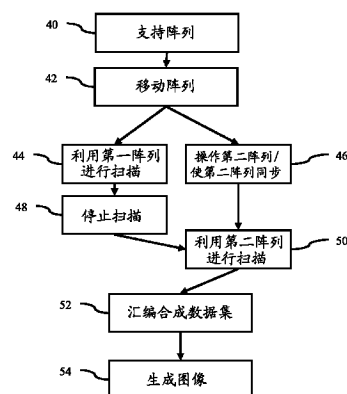 40
支持阵列
42
移动阵列
44
利用第一阵列
进行扫描
操作第二阵列/
使第二阵列同步
46
48
停止扫描
利用第二阵列
进行扫描
50
52
汇编合成数据集
54
生成图像